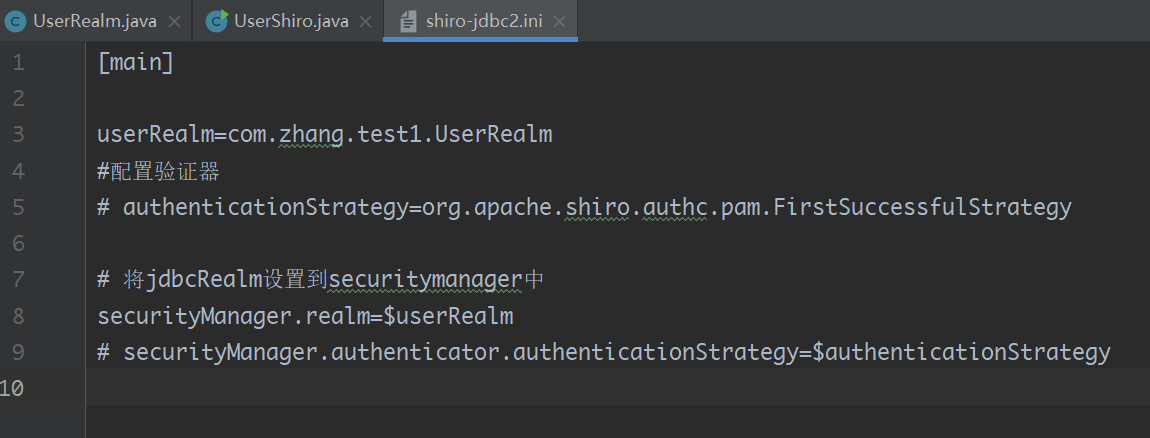 UserRealm.java UserShiro.java shiro-jdbc2.ini
1 [main]
2
3 userRealm=com.zhang.test1.UserRealm
4 #配置验证器
5 # authenticationStrategy=org.apache.shiro.authc.pam.FirstSuccessfulStrategy
6
7 # 将jdbcRealm设置到securitymanager中
8 securityManager.realm=$userRealm
9 # securityManager.authenticator.authenticationStrategy=$authenticationStrategy
10